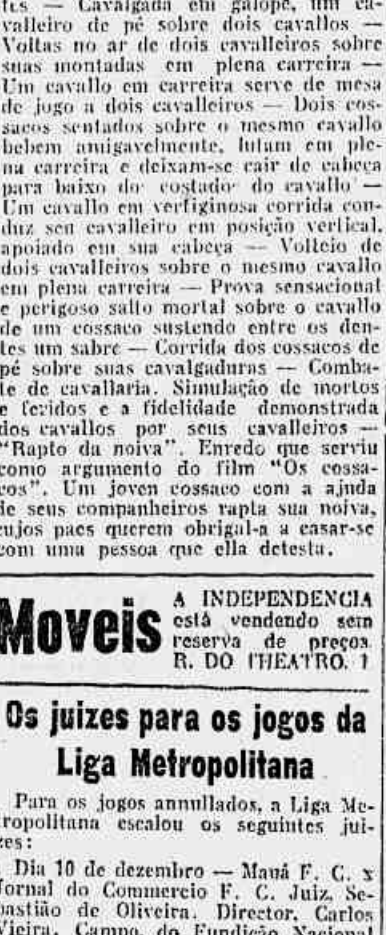 tes — Cavalgada em galope, um ca-
valleiro de pé sobre dois cavallos —
Voltas no ar de dois cavalleiros sobre
suas montadas em plena carreira —
Um cavallo em carreira serve de mesa
de jogo a dois cavalleiros — Dois cos-
sacos sentados sobre o mesmo cavallo
bebem amigavelmente, lutam em ple-
na carreira e deixam-se cair de cabeça
para baixo do costado do cavallo —
Um cavallo em vertiginosa corrida con-
duz seu cavalleiro em posição vertical,
apoiado em sua cabeça — Volteio de
dois cavalleiros sobre o mesmo cavallo
em plena carreira — Prova sensacional
e perigoso salto mortal sobre o cavallo
de um cossaco sustendo entre os den-
tes um sabre — Corrida dos cossacos de
pé sobre suas cavalgaduras — Comba-
te de cavallaria. Simulação de mortos
e feridos e a fidelidade demonstrada
dos cavallos por seus cavalleiros —
"Rapto da noiva". Enredo que serviu
como argumento do film "Os cossa-
cos". Um joven cossaco com a ajuda
de seus companheiros rapta sua noiva,
cujos paes querem obrigal-a a casar-se
com uma pessoa que ella detesta.
Moveis
A INDEPENDENCIA
está vendendo sem
reserva de preços
R. DO THEATRO, 1
Os juizes para os jogos da
Liga Metropolitana
Para os jogos annullados, a Liga Me-
tropolitana escalou os seguintes jui-
zes:
Dia 10 de dezembro — Mauá F. C. x
Jornal do Commercio F. C. Juiz, Se-
bastião de Oliveira. Director, Carlos
Vieira. Campo do Fundição Nacional